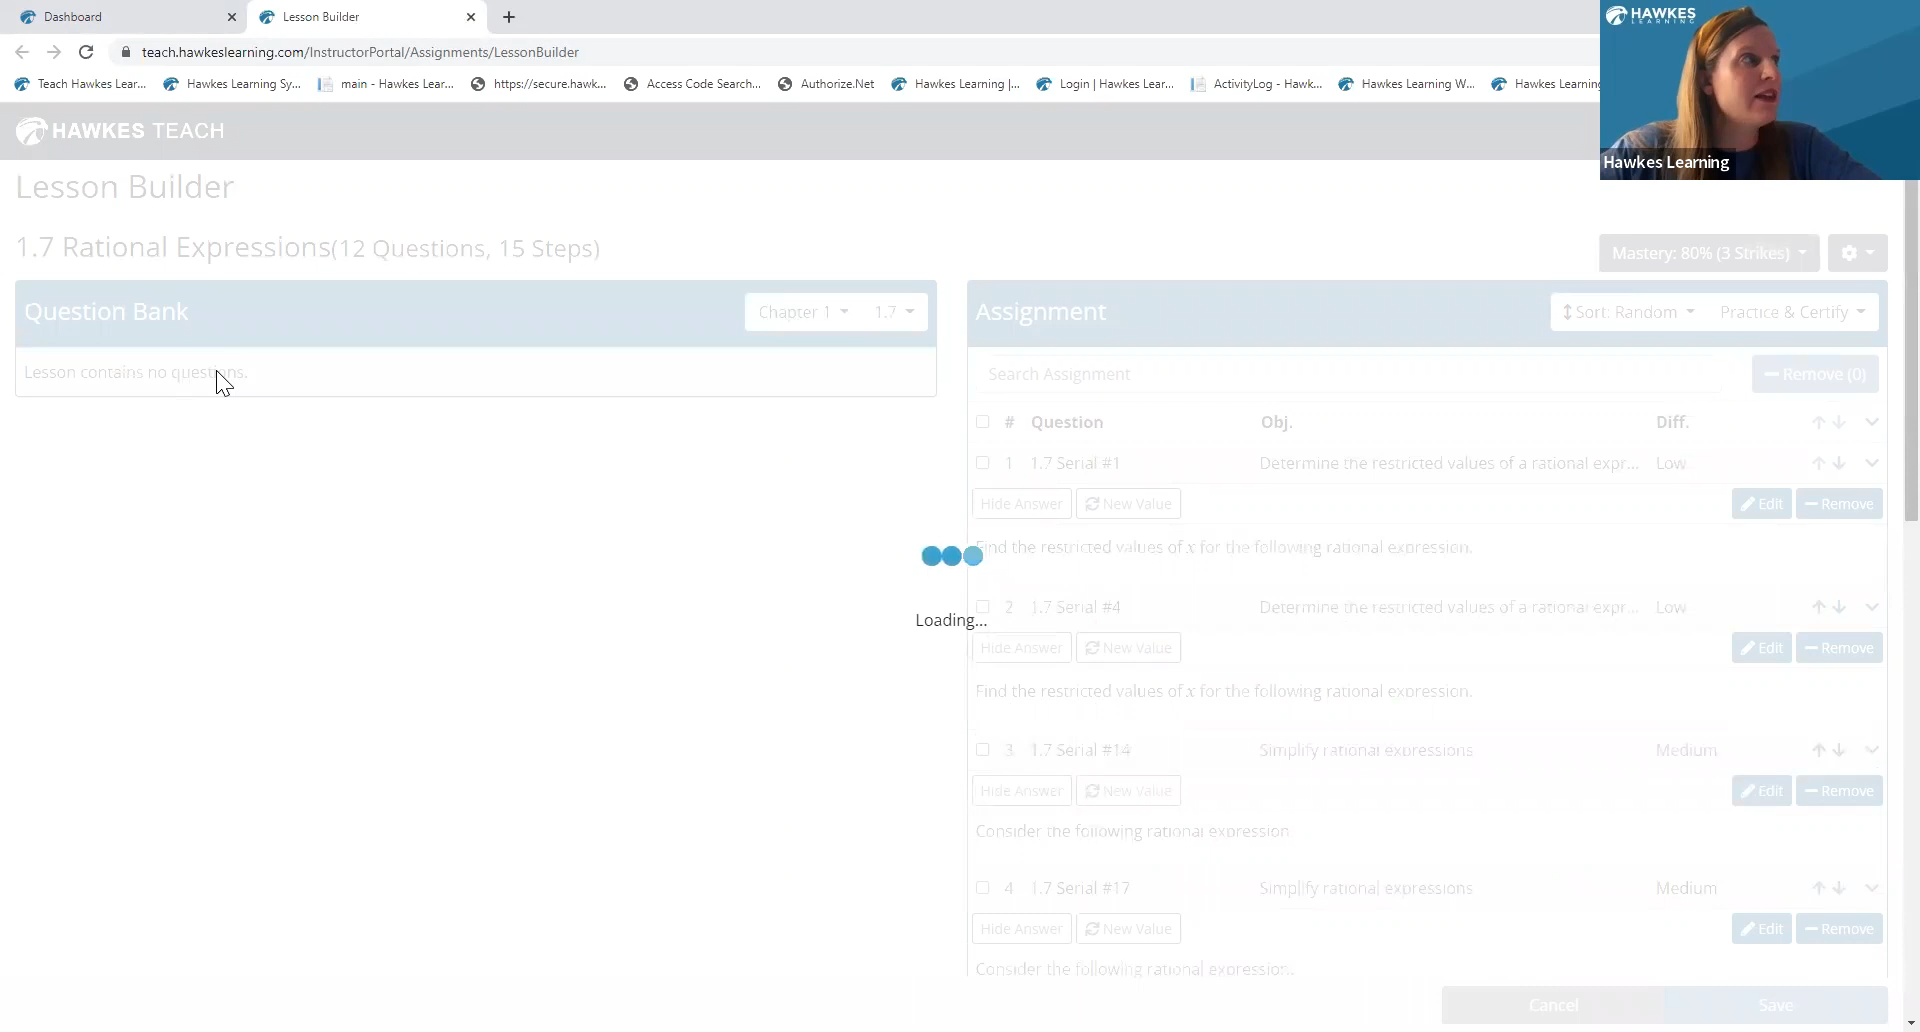 Dashboard
Lesson Builder
teach.hawkeslearning.com/InstructorPortal/Assignments/LessonBuilder
HAWKES LEARNING
Teach Hawkes Lear...
Hawkes Learning Sy...
main - Hawkes Lear...
https://secure.hawk...
Access Code Search...
Authorize.Net
Hawkes Learning |...
Login | Hawkes Lear...
ActivityLog - Hawk...
Hawkes Learning W...
Hawkes Learning
Hawkes Learning
HAWKES TEACH
Lesson Builder
1.7 Rational Expressions(12 Questions, 15 Steps)
Mastery: 80% (3 Strikes)
Question Bank
Chapter 1
1.7
Lesson contains no questions.
Assignment
Sort: Random
Practice & Certify
Search Assignment
Remove (0)
# Question Obj. Diff.
1 1.7 Serial #1 Determine the restricted values of a rational expr... Low
Hide Answer New Value Edit Remove
Find the restricted values of x for the following rational expression.
2 1.7 Serial #4 Determine the restricted values of a rational expr... Low
Loading...
Hide Answer New Value Edit Remove
Find the restricted values of x for the following rational expression.
3 1.7 Serial #14 Simplify rational expressions Medium
Hide Answer New Value Edit Remove
Consider the following rational expression.
4 1.7 Serial #17 Simplify rational expressions Medium
Hide Answer New Value Edit Remove
Consider the following rational expression.
Cancel
Save